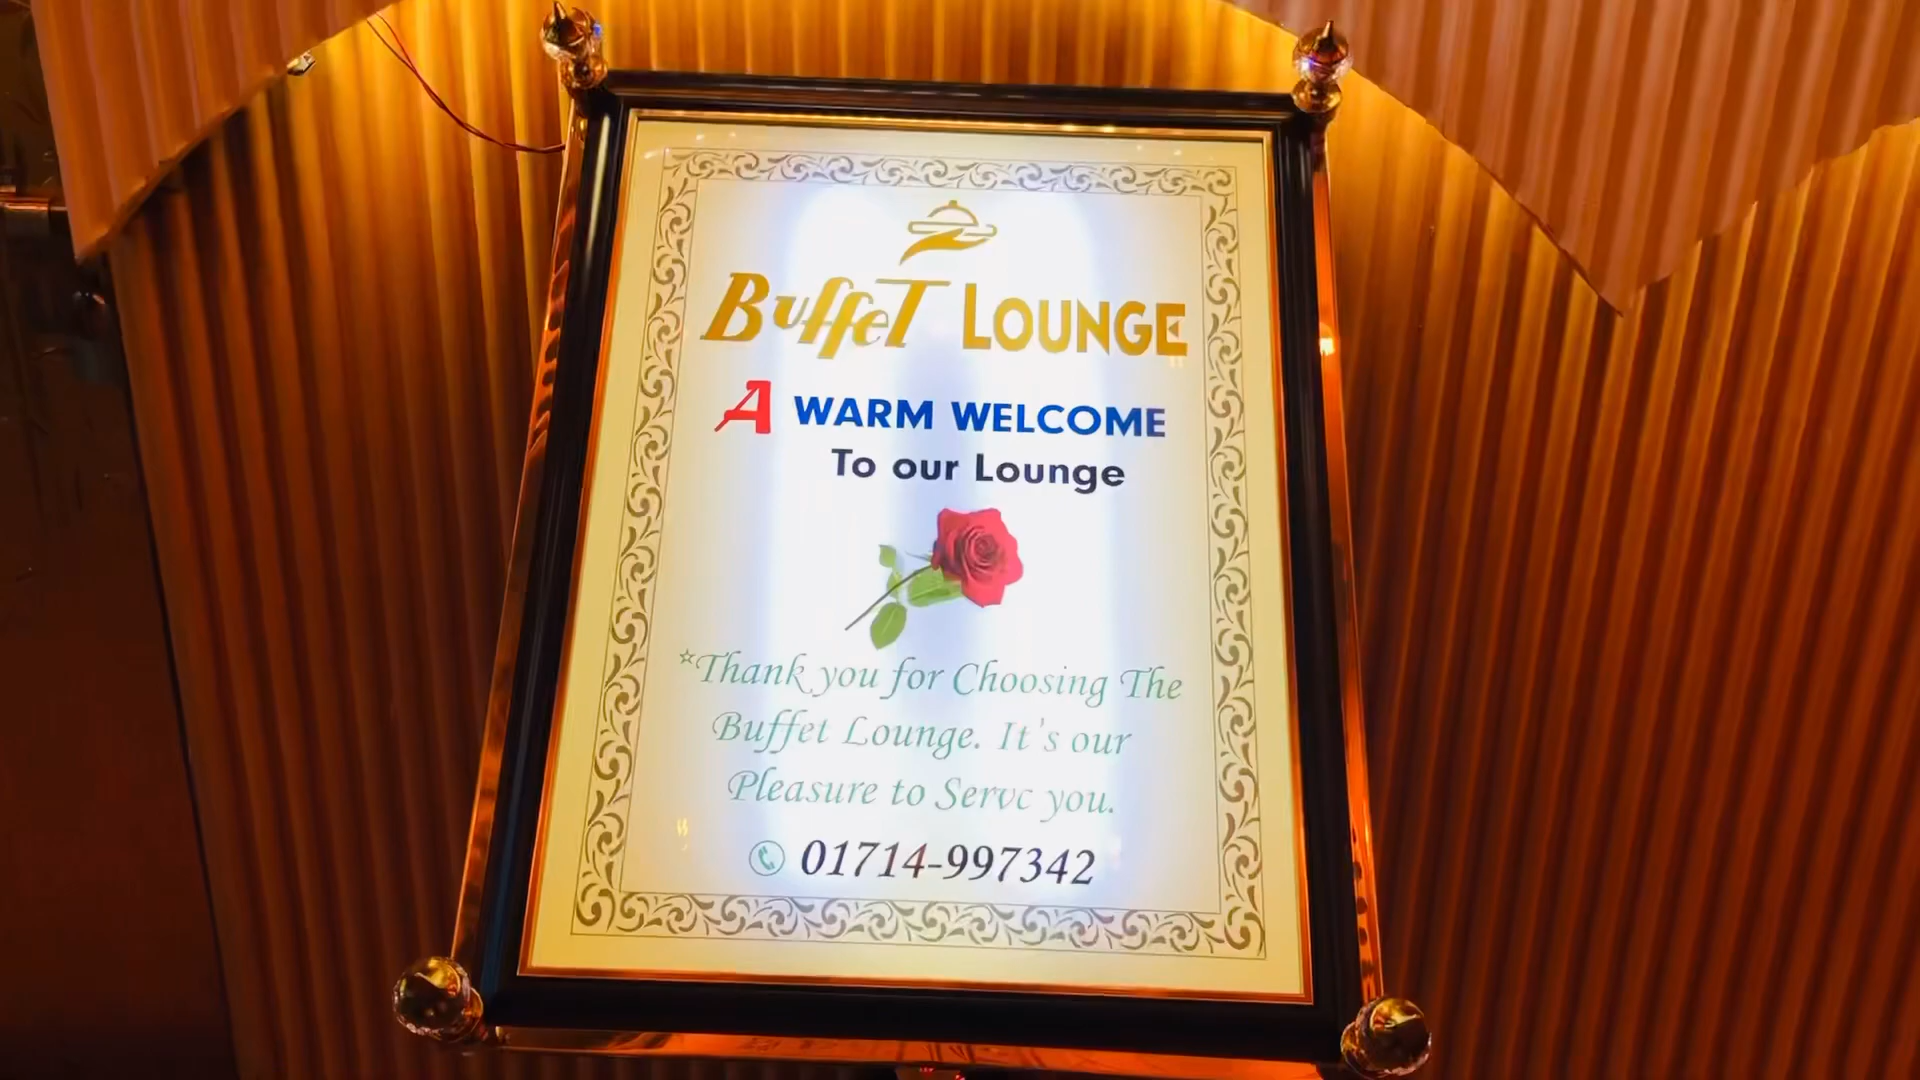 Buffet LOUNGE
A WARM WELCOME
To our Lounge
*Thank you for Choosing The
Buffet Lounge. It's our
Pleasure to Servc you.
01714-997342